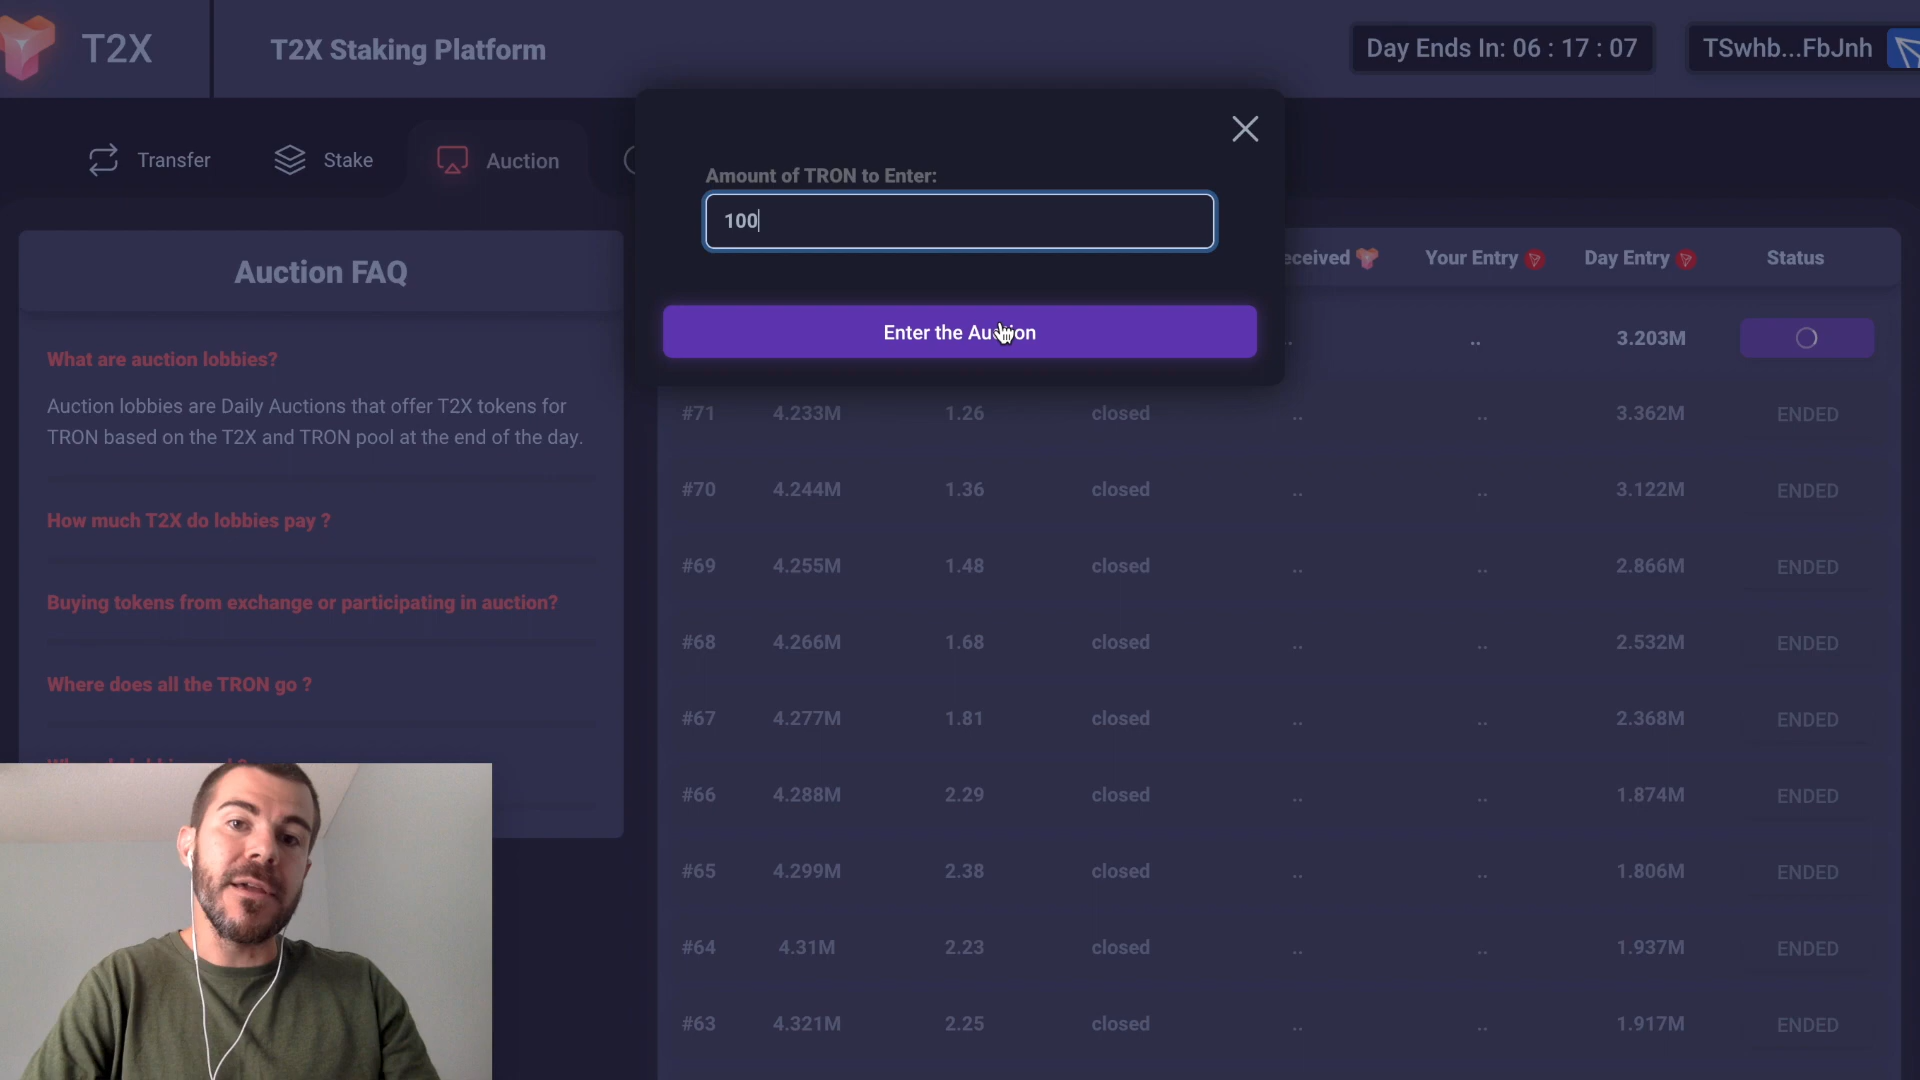 T2X
T2X Staking Platform
Day Ends In: 06 : 17 : 07
TSwhb...FbJnh
Transfer
Stake
Auction
Amount of TRON to Enter:
100
Enter the Auction
Auction FAQ
What are auction lobbies?
Auction lobbies are Daily Auctions that offer T2X tokens for
TRON based on the T2X and TRON pool at the end of the day.
How much T2X do lobbies pay ?
Buying tokens from exchange or participating in auction?
Where does all the TRON go ?
Your Entry Day Entry Status
.. .. 3.203M
#71 4.233M 1.26 closed .. .. 3.362M ENDED
#70 4.244M 1.36 closed .. .. 3.122M ENDED
#69 4.255M 1.48 closed .. .. 2.866M ENDED
#68 4.266M 1.68 closed .. .. 2.532M ENDED
#67 4.277M 1.81 closed .. .. 2.368M ENDED
#66 4.288M 2.29 closed .. .. 1.874M ENDED
#65 4.299M 2.38 closed .. .. 1.806M ENDED
#64 4.31M 2.23 closed .. .. 1.937M ENDED
#63 4.321M 2.25 closed .. .. 1.917M ENDED